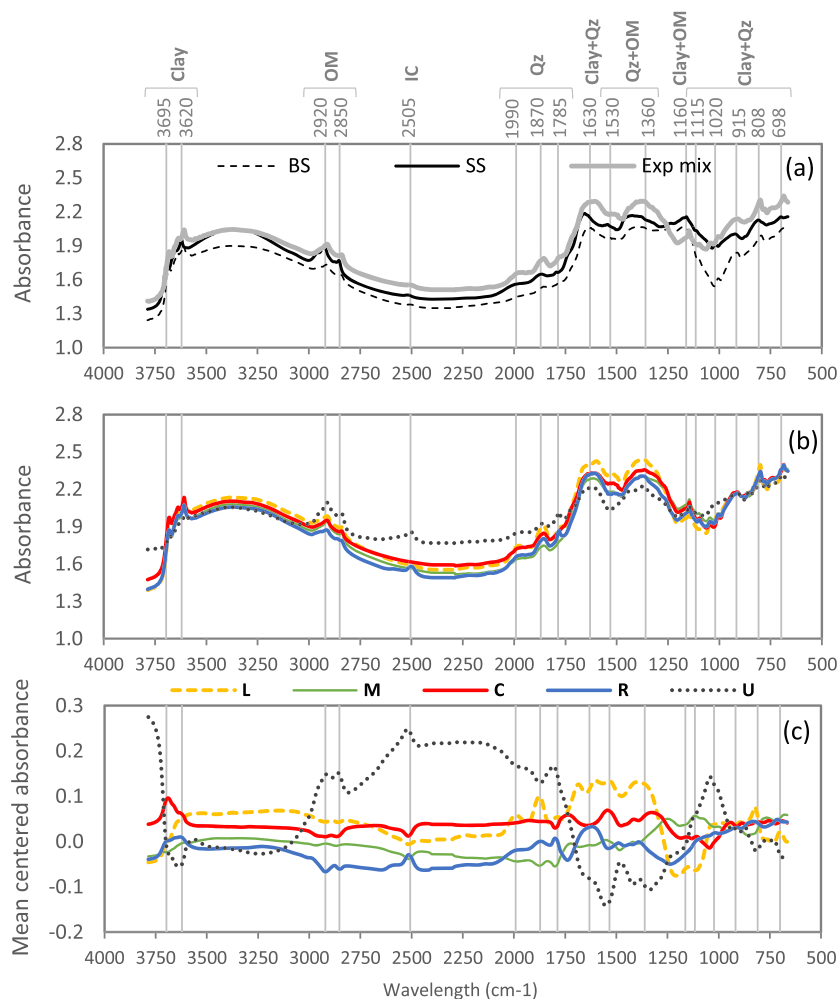 Clay OM IC Qz Clay+Qz Qz+OM Clay+OM Clay+Qz
3695 3620 2920 2850 2505 1990 1870 1785 1630 1530 1360 1160 1115 1020 915 808 698
2.8
2.5
2.2
1.9
1.6
1.3
1.0
Absorbance
BS SS Exp mix (a)
4000 3750 3500 3250 3000 2750 2500 2250 2000 1750 1500 1250 1000 750 500
2.8
2.5
2.2
1.9
1.6
1.3
1.0
Absorbance
(b)
4000 3750 3500 3250 3000 2750 2500 2250 2000 1750 1500 1250 1000 750 500
L M C R U
0.3
0.2
0.1
0.0
-0.1
-0.2
Mean centered absorbance
(c)
4000 3750 3500 3250 3000 2750 2500 2250 2000 1750 1500 1250 1000 750 500
Wavelength (cm-1)